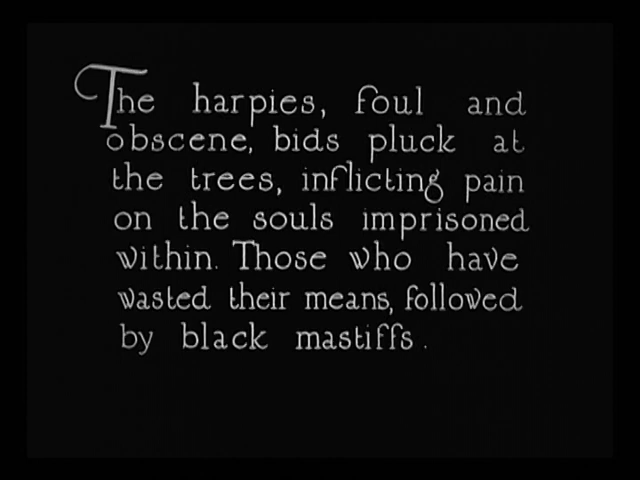 The harpies, foul and
obscene, bids pluck at
the trees, inflicting pain
on the souls imprisoned
within. Those who have
wasted their means, followed
by black mastiffs.